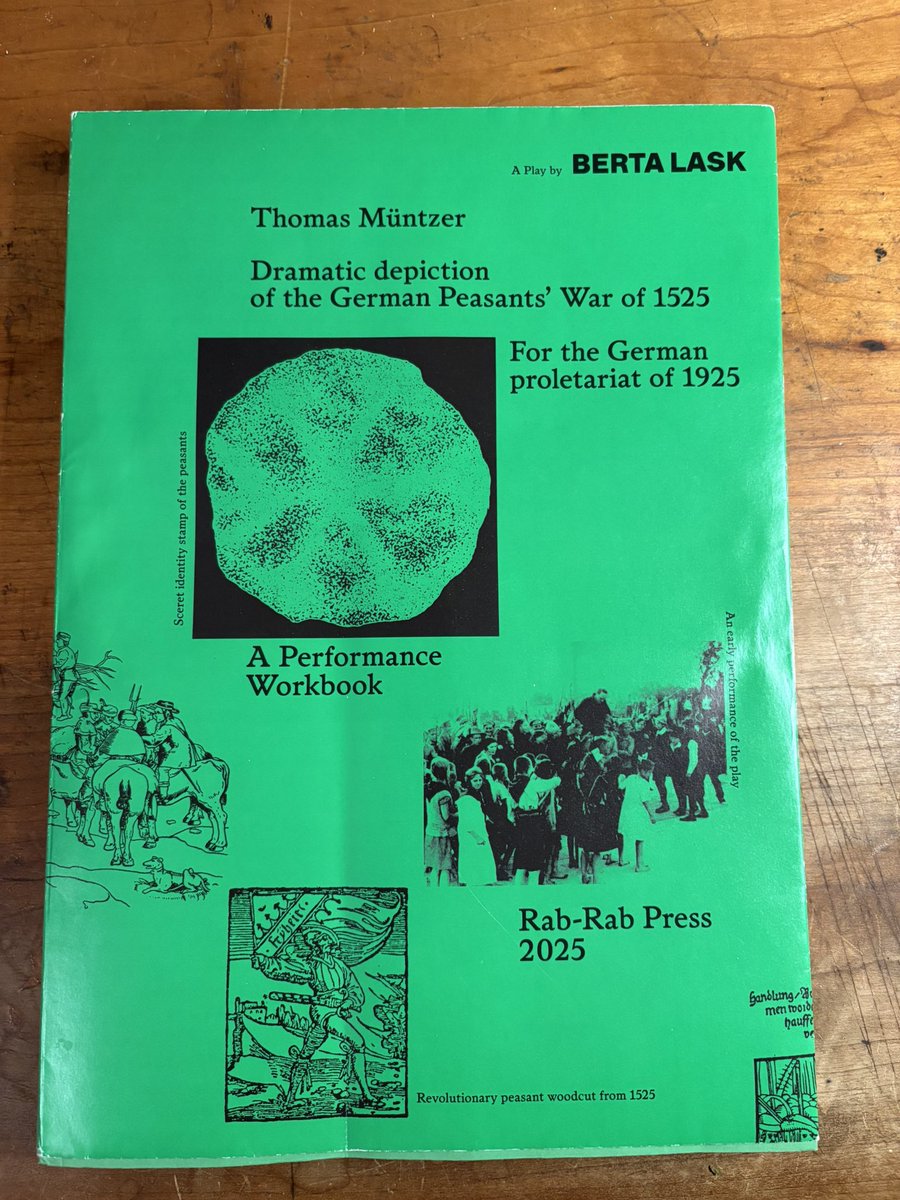 A Play by BERTA LASK
Thomas Müntzer
Dramatic depiction
of the German Peasants' War of 1525
For the German
proletariat of 1925
Sceret identity stamp of the peasants
A Performance
Workbook
An early performance of the play
Rab-Rab Press
2025
Revolutionary peasant woodcut from 1525
handlung